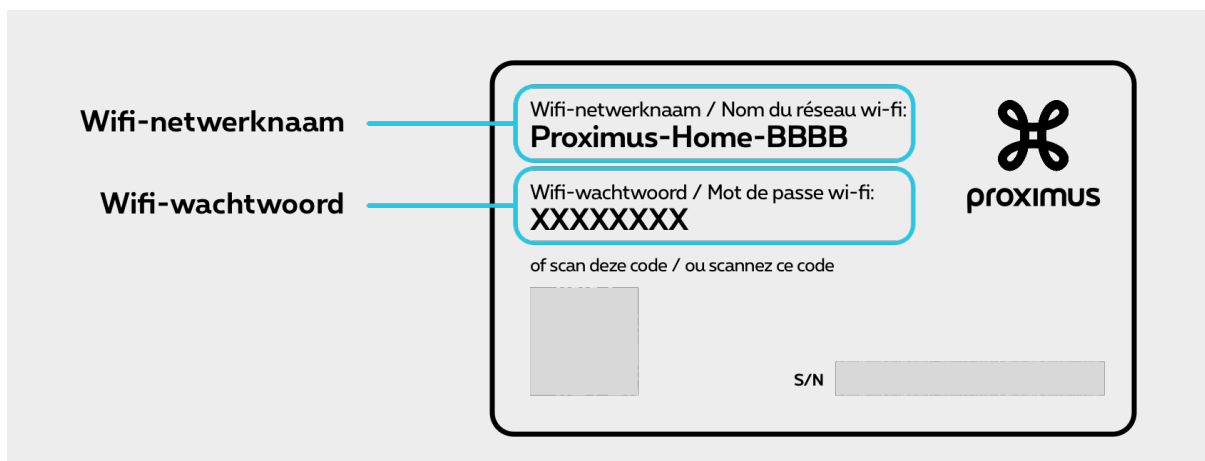 Wifi-netwerknaam
Wifi-netwerknaam / Nom du réseau wi-fi:
Proximus-Home-BBBB
Wifi-wachtwoord
Wifi-wachtwoord / Mot de passe wi-fi:
XXXXXXXX
proximus
of scan deze code / ou scannez ce code
S/N